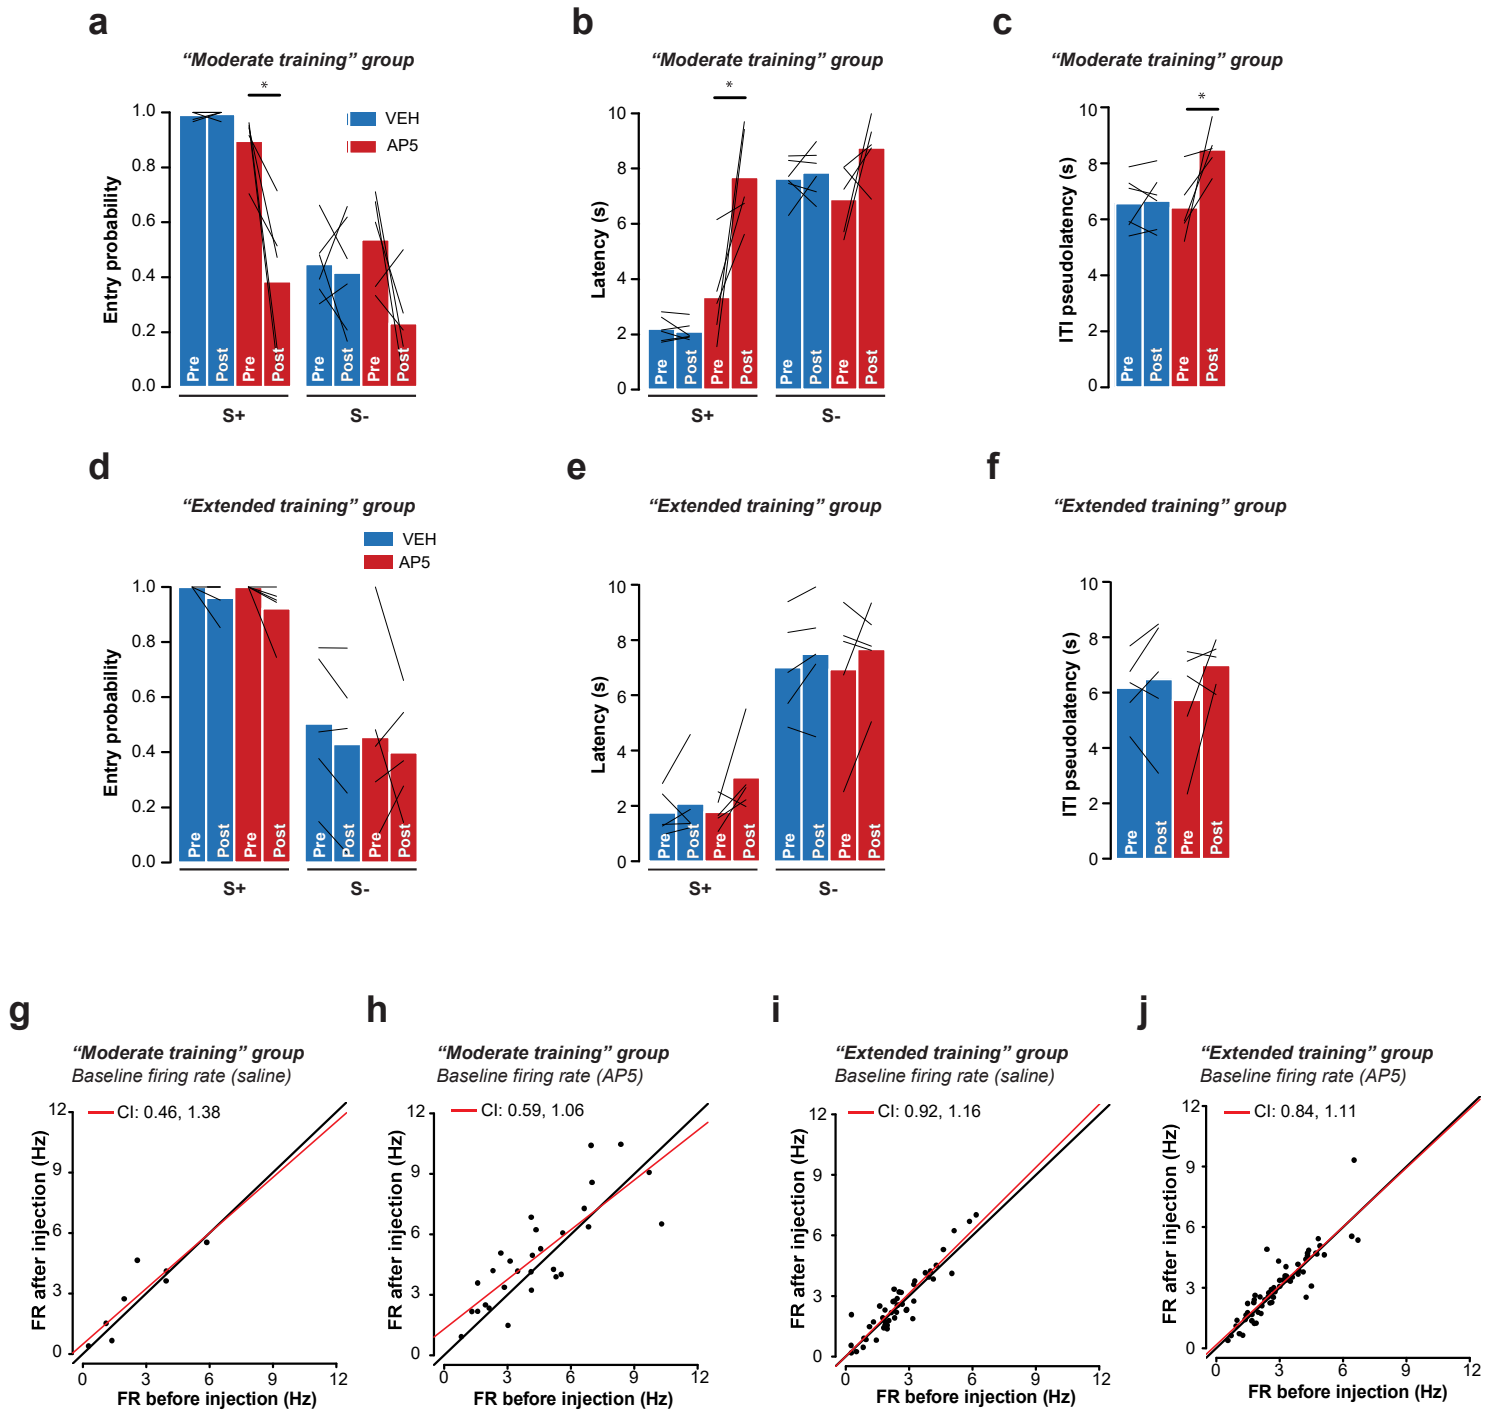 a
"Moderate training" group
*
VEH
AP5
Entry probability
1.0
0.8
0.6
0.4
0.2
0.0
Pre
Post
Pre
Post
Pre
Post
Pre
Post
S+
S-
b
"Moderate training" group
*
Latency (s)
10
8
6
4
2
0
Pre
Post
Pre
Post
Pre
Post
Pre
Post
S+
S-
c
"Moderate training" group
*
ITI pseudolatency (s)
10
8
6
4
2
0
Pre
Post
Pre
Post
d
"Extended training" group
VEH
AP5
Entry probability
1.0
0.8
0.6
0.4
0.2
0.0
Pre
Post
Pre
Post
Pre
Post
Pre
Post
S+
S-
e
"Extended training" group
Latency (s)
10
8
6
4
2
0
Pre
Post
Pre
Post
Pre
Post
Pre
Post
S+
S-
f
"Extended training" group
ITI pseudolatency (s)
10
8
6
4
2
0
Pre
Post
Pre
Post
g
"Moderate training" group
Baseline firing rate (saline)
CI: 0.46, 1.38
FR after injection (Hz)
12
9
6
3
0
0 3 6 9 12
FR before injection (Hz)
h
"Moderate training" group
Baseline firing rate (AP5)
CI: 0.59, 1.06
FR after injection (Hz)
12
9
6
3
0
0 3 6 9 12
FR before injection (Hz)
i
"Extended training" group
Baseline firing rate (saline)
CI: 0.92, 1.16
FR after injection (Hz)
12
9
6
3
0
0 3 6 9 12
FR before injection (Hz)
j
"Extended training" group
Baseline firing rate (AP5)
CI: 0.84, 1.11
FR after injection (Hz)
12
9
6
3
0
0 3 6 9 12
FR before injection (Hz)